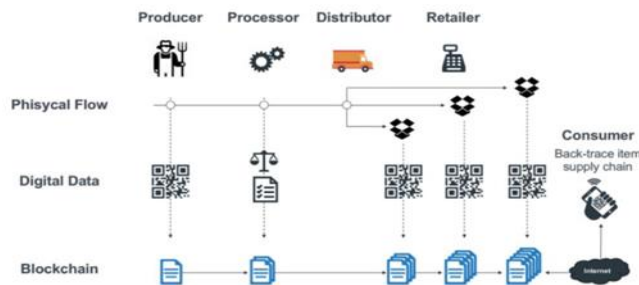 Producer Processor Distributor Retailer
Phisycal Flow
Consumer
Back-trace item
supply chain
Digital Data
Blockchain
Internet